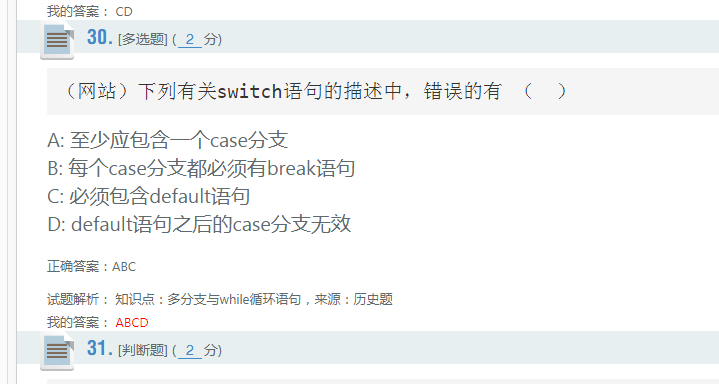 我的答案： CD
30. [多选题] ( 2 分)
（网站）下列有关switch语句的描述中，错误的有 （ ）
A: 至少应包含一个case分支
B: 每个case分支都必须有break语句
C: 必须包含default语句
D: default语句之后的case分支无效
正确答案：ABC
试题解析： 知识点：多分支与while循环语句，来源：历史题
我的答案： ABCD
31. [判断题] ( 2 分)